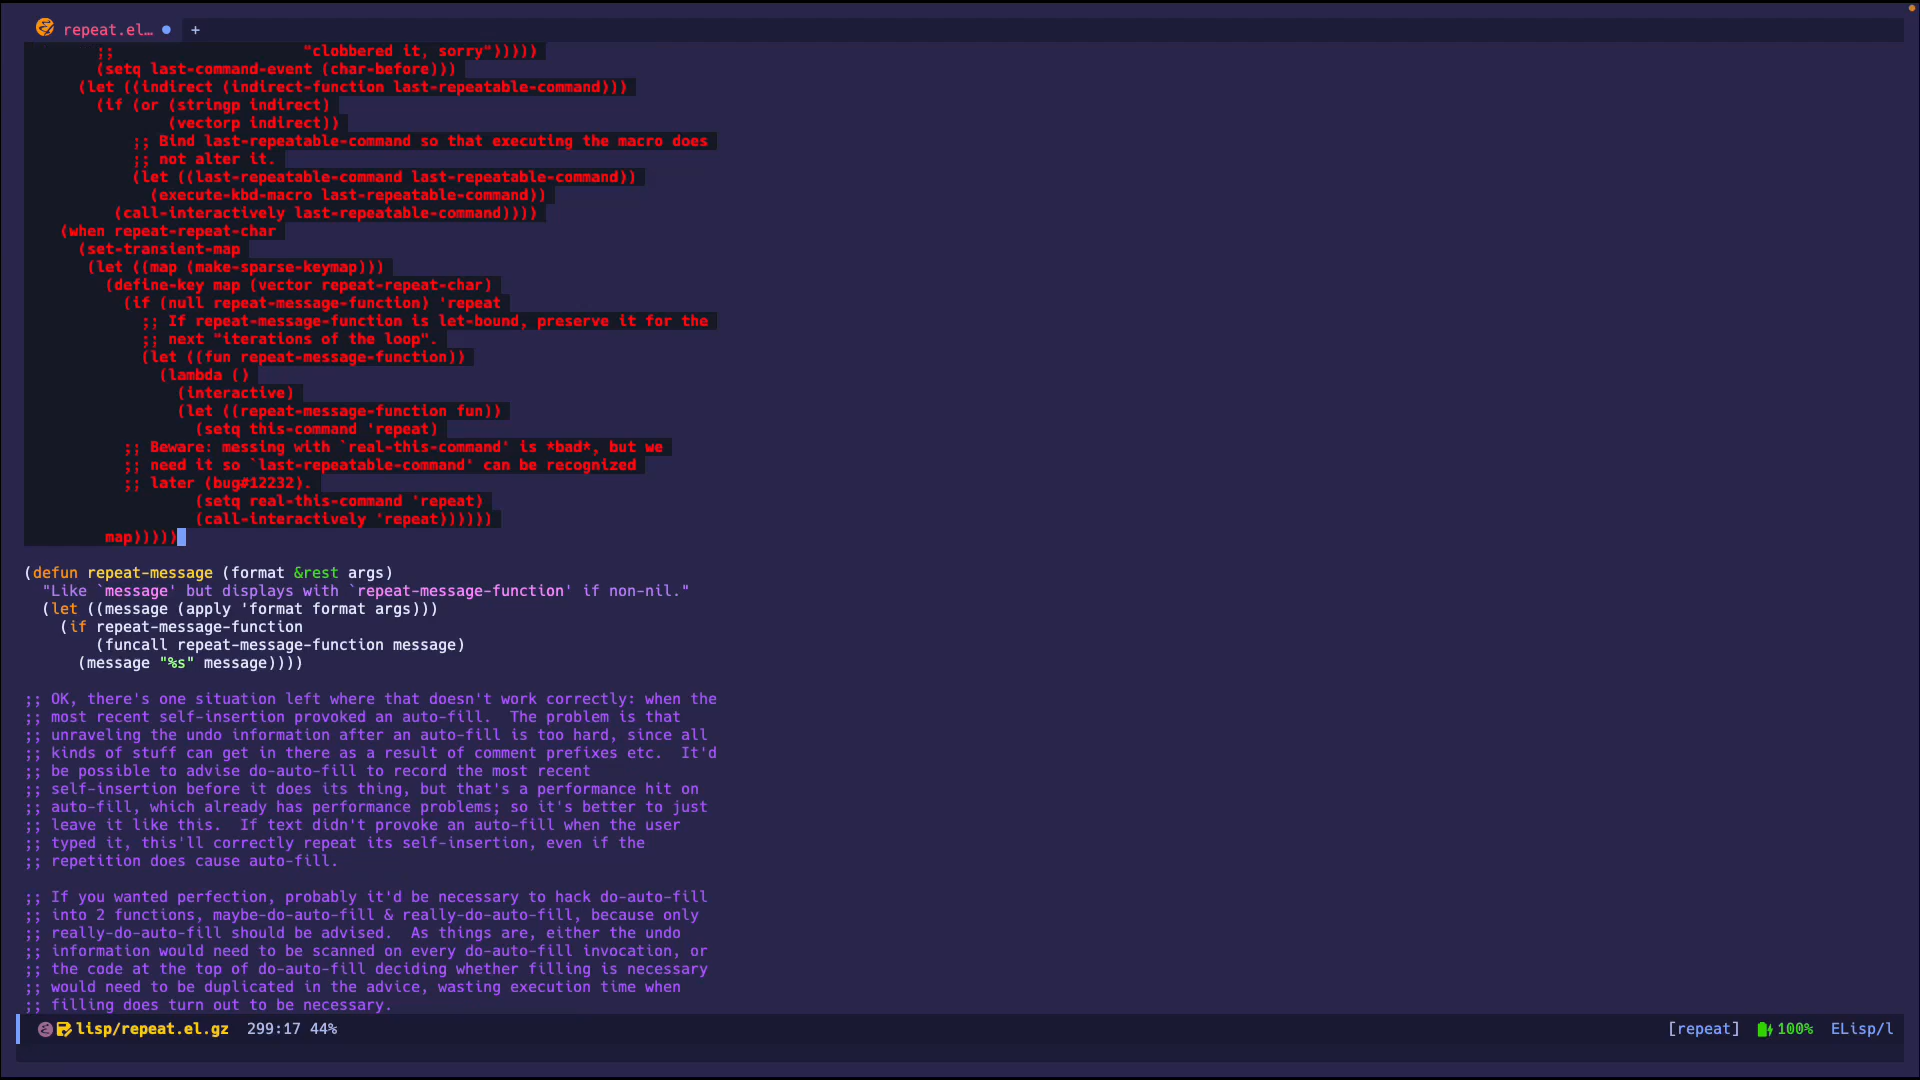 repeat.el… +
;;                     "clobbered it, sorry")))))
        (setq last-command-event (char-before)))
      (let ((indirect (indirect-function last-repeatable-command)))
        (if (or (stringp indirect)
                (vectorp indirect))
            ;; Bind last-repeatable-command so that executing the macro does
            ;; not alter it.
            (let ((last-repeatable-command last-repeatable-command))
              (execute-kbd-macro last-repeatable-command))
          (call-interactively last-repeatable-command))))
    (when repeat-repeat-char
      (set-transient-map
       (let ((map (make-sparse-keymap)))
         (define-key map (vector repeat-repeat-char)
           (if (null repeat-message-function) 'repeat
             ;; If repeat-message-function is let-bound, preserve it for the
             ;; next "iterations of the loop".
             (let ((fun repeat-message-function))
               (lambda ()
                 (interactive)
                 (let ((repeat-message-function fun))
                   (setq this-command 'repeat)
           ;; Beware: messing with `real-this-command' is *bad*, but we
           ;; need it so `last-repeatable-command' can be recognized
           ;; later (bug#12232).
                   (setq real-this-command 'repeat)
                   (call-interactively 'repeat))))))
         map)))))
(defun repeat-message (format &rest args)
  "Like `message' but displays with `repeat-message-function' if non-nil."
  (let ((message (apply 'format format args)))
    (if repeat-message-function
        (funcall repeat-message-function message)
      (message "%s" message))))
;; OK, there's one situation left where that doesn't work correctly: when the
;; most recent self-insertion provoked an auto-fill.  The problem is that
;; unraveling the undo information after an auto-fill is too hard, since all
;; kinds of stuff can get in there as a result of comment prefixes etc.  It'd
;; be possible to advise do-auto-fill to record the most recent
;; self-insertion before it does its thing, but that's a performance hit on
;; auto-fill, which already has performance problems; so it's better to just
;; leave it like this.  If text didn't provoke an auto-fill when the user
;; typed it, this'll correctly repeat its self-insertion, even if the
;; repetition does cause auto-fill.
;; If you wanted perfection, probably it'd be necessary to hack do-auto-fill
;; into 2 functions, maybe-do-auto-fill & really-do-auto-fill, because only
;; really-do-auto-fill should be advised.  As things are, either the undo
;; information would need to be scanned on every do-auto-fill invocation, or
;; the code at the top of do-auto-fill deciding whether filling is necessary
;; would need to be duplicated in the advice, wasting execution time when
;; filling does turn out to be necessary.
lisp/repeat.el.gz  299:17 44% [repeat] 100% ELisp/l